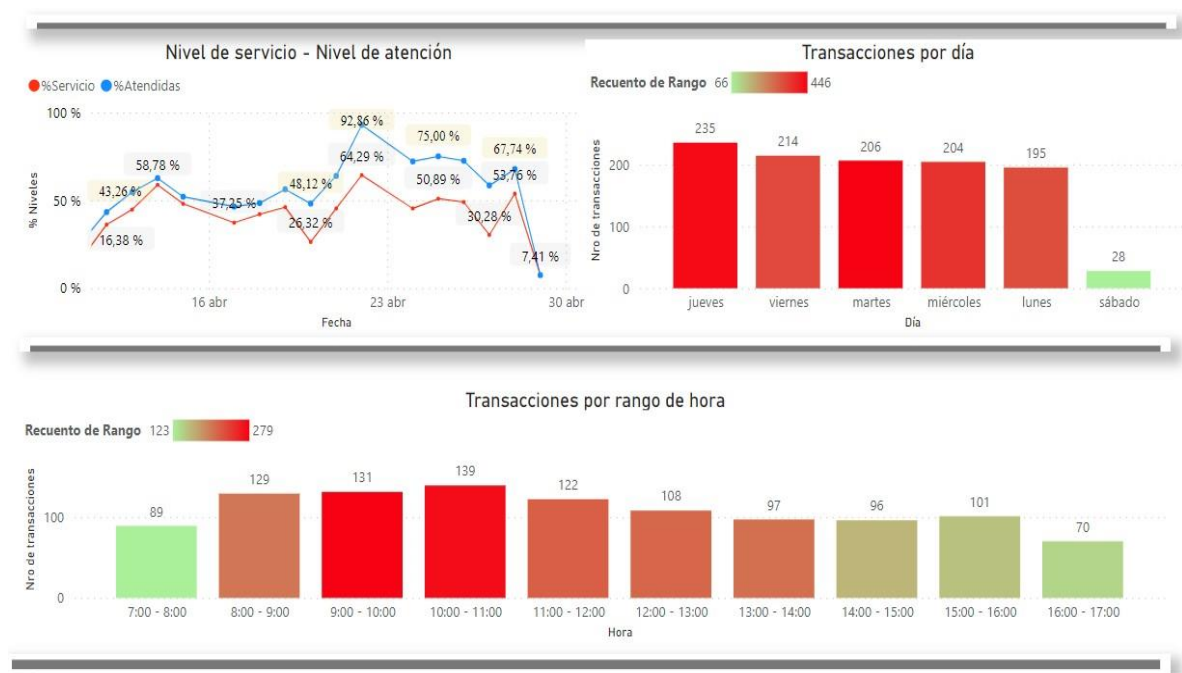 Nivel de servicio - Nivel de atención
%Servicio %Atendidas
100 %
50 %
0 %
% Niveles
43,26 %
16,38 %
58,78 %
37,25 %
48,12 %
26,32 %
92,86 %
64,29 %
75,00 %
50,89 %
67,74 %
53,76 %
30,28 %
7,41 %
16 abr 23 abr 30 abr
Fecha
Transacciones por día
Recuento de Rango 66 446
Nro de transacciones
200
100
0
235 214 206 204 195 28
jueves viernes martes miércoles lunes sábado
Día
Transacciones por rango de hora
Recuento de Rango 123 279
Nro de transacciones
100
0
89 129 131 139 122 108 97 96 101 70
7:00 - 8:00 8:00 - 9:00 9:00 - 10:00 10:00 - 11:00 11:00 - 12:00 12:00 - 13:00 13:00 - 14:00 14:00 - 15:00 15:00 - 16:00 16:00 - 17:00
Hora